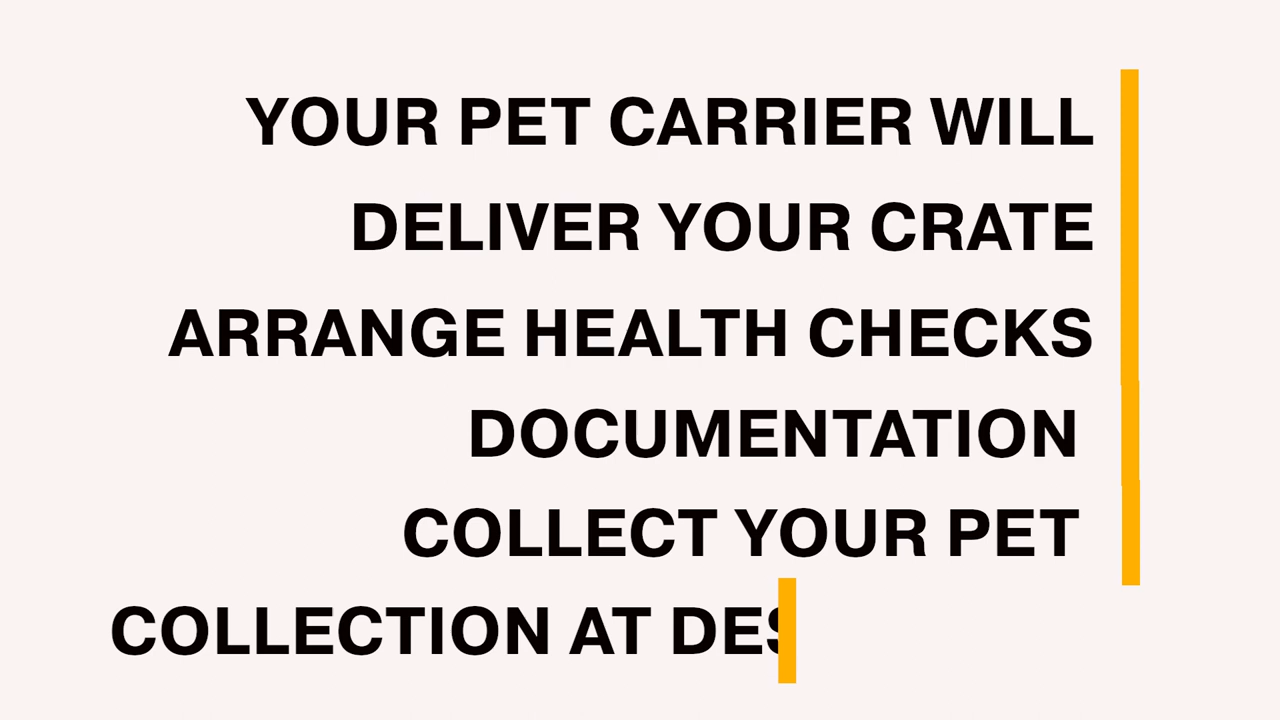 YOUR PET CARRIER WILL
DELIVER YOUR CRATE
ARRANGE HEALTH CHECKS
DOCUMENTATION
COLLECT YOUR PET
COLLECTION AT DES